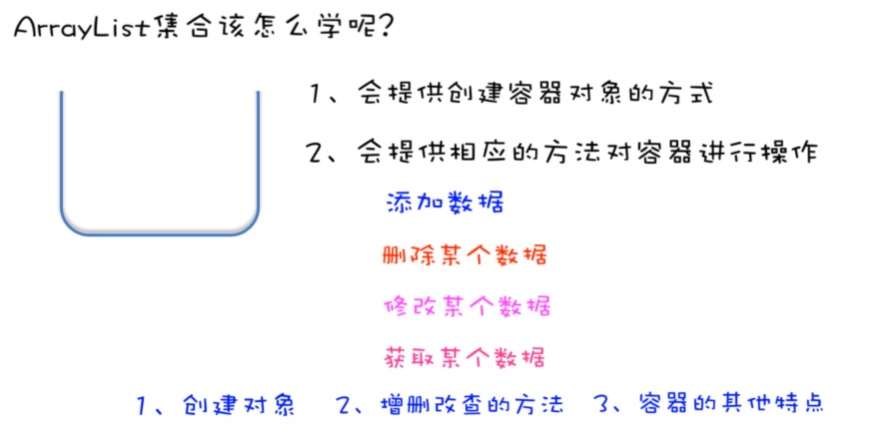 ArrayList集合该怎么学呢?
1、会提供创建容器对象的方式
2、会提供相应的方法对容器进行操作
添加数据
删除某个数据
修改某个数据
获取某个数据
1、创建对象 2、增删改查的方法 3、容器的其他特点